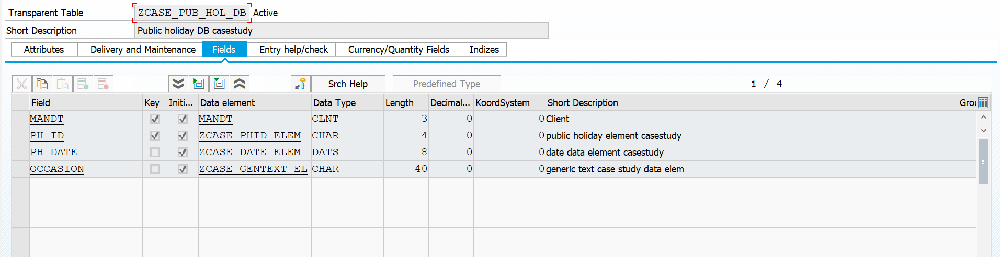 Transparent Table ZCASE_PUB_HOL_DB Active
Short Description Public holiday DB casestudy
Attributes Delivery and Maintenance Fields Entry help/check Currency/Quantity Fields Indizes
Srch Help Predefined Type 1 / 4
Field Key Initi... Data element Data Type Length Decimal... KoordSystem Short Description Grou
MANDT MANDT CLNT 3 0 0 Client
PH_ID ZCASE_PHID_ELEM CHAR 4 0 0 public holiday element casestudy
PH_DATE ZCASE_DATE_ELEM DATS 8 0 0 date data element casestudy
OCCASION ZCASE_GENTEXT_EL... CHAR 40 0 0 generic text case study data elem